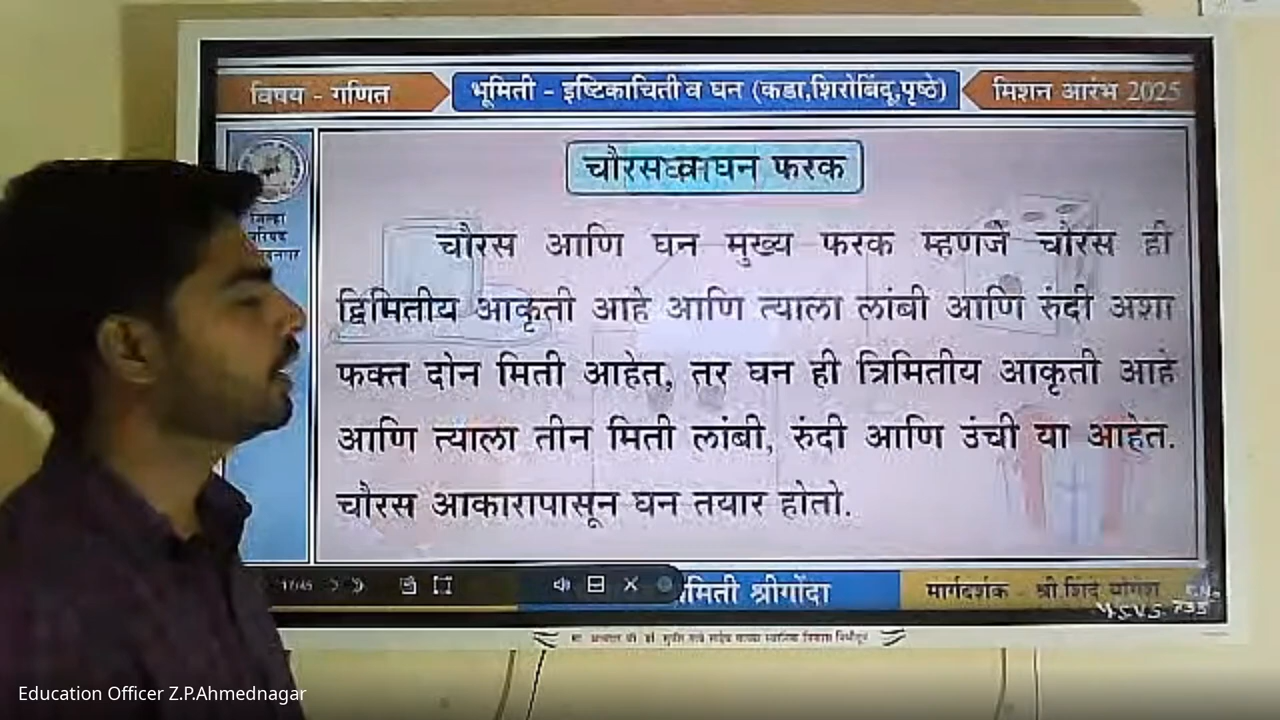 विषय - गणित
भूमिती - इष्टिकाचिती व घन (कडा,शिरोबिंदू,पृष्ठे)
मिशन आरंभ 2025
चौरस व घन फरक
चौरस आणि घन मुख्य फरक म्हणजे चौरस ही
द्विमितीय आकृती आहे आणि त्याला लांबी आणि रुंदी अशा
फक्त दोन मिती आहेत, तर घन ही त्रिमितीय आकृती आहे
आणि त्याला तीन मिती लांबी, रुंदी आणि उंची या आहेत.
चौरस आकारापासून घन तयार होतो.
17/45
मिती श्रीगोंदा
मार्गदर्शक - श्री.शिंदे योगेश
Education Officer Z.P.Ahmednagar